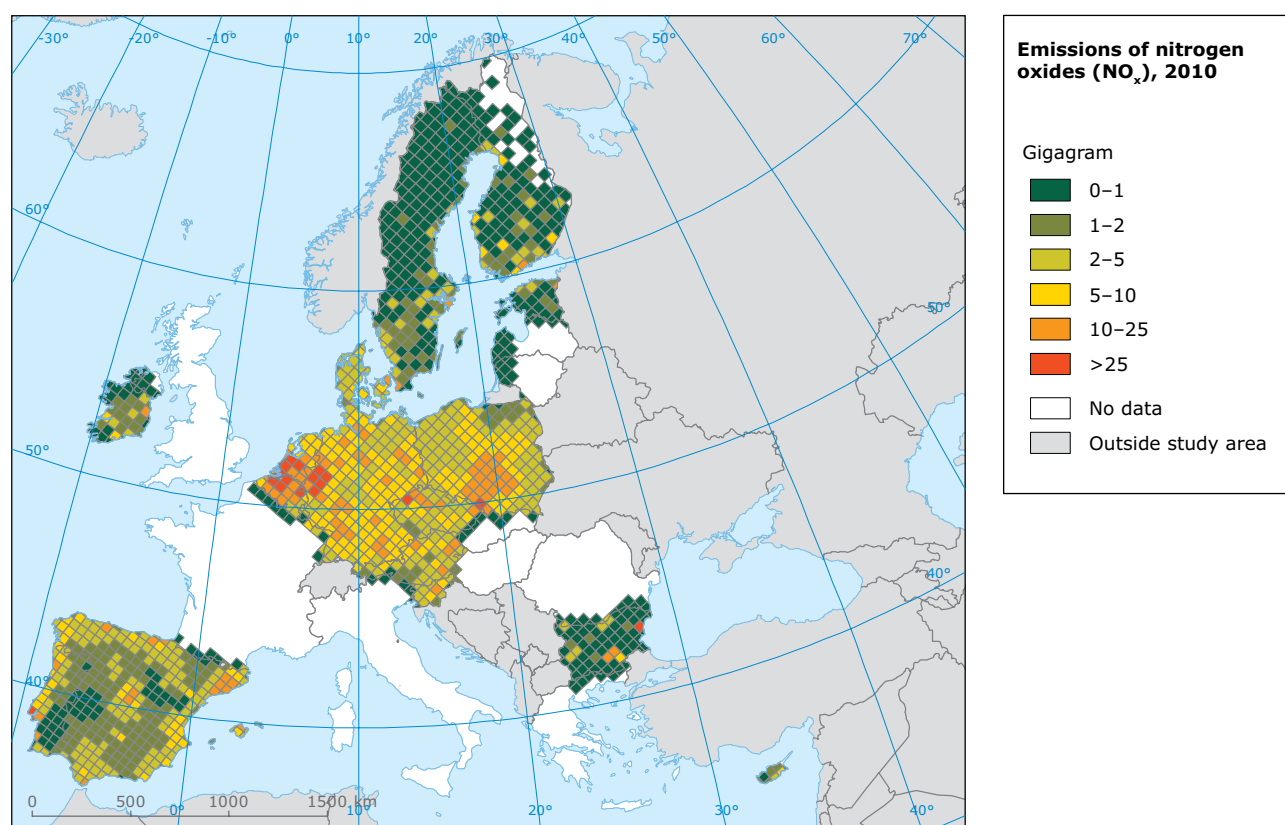 -30° -20° -10° 0° 10° 20° 30° 40° 50° 60° 70°
60°
50°
50°
40°
40°
0 500 1000 1500 km
0° 10° 20° 30° 40°
Emissions of nitrogen
oxides (NOx), 2010
Gigagram
0–1
1–2
2–5
5–10
10–25
>25
No data
Outside study area